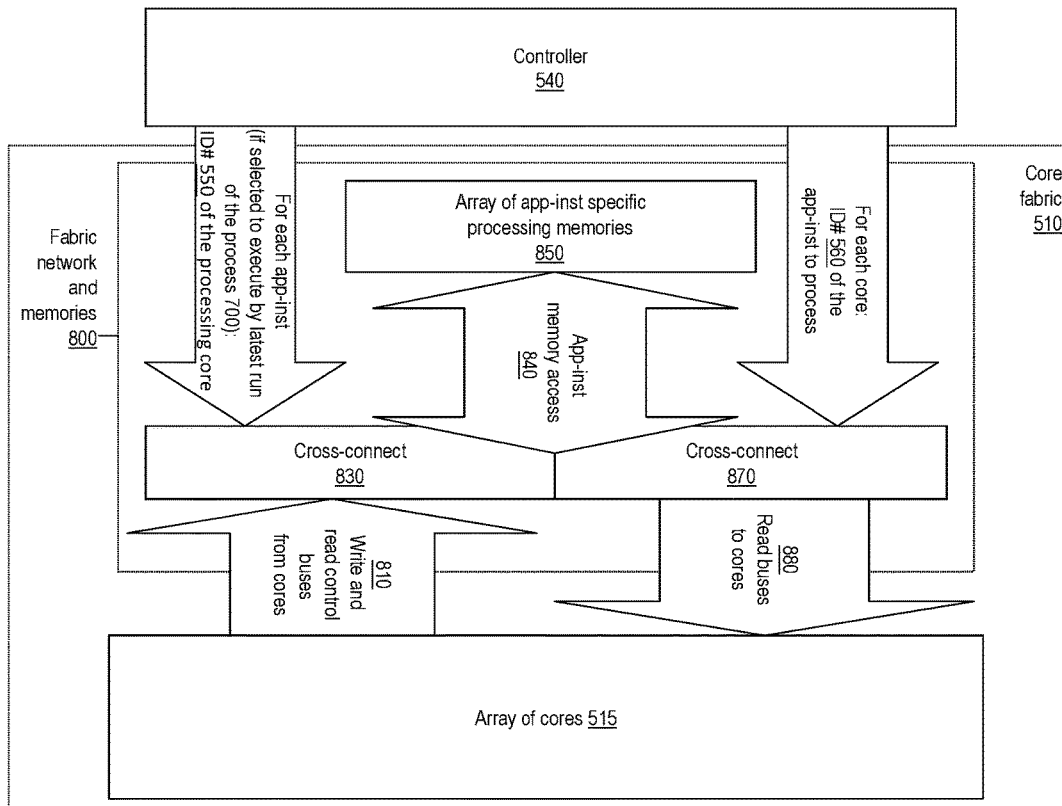 Controller
540
For each app-inst
(if selected to execute by latest run
of the process 700):
ID# 550 of the processing core
For each core:
ID# 560 of the
app-inst to process
Core
fabric
510
Array of app-inst specific
processing memories
850
Fabric
network
and
memories
800
App-inst
memory access
840
Cross-connect
830
Cross-connect
870
810
Write and
read control
buses
from cores
880
Read buses
to cores
Array of cores 515